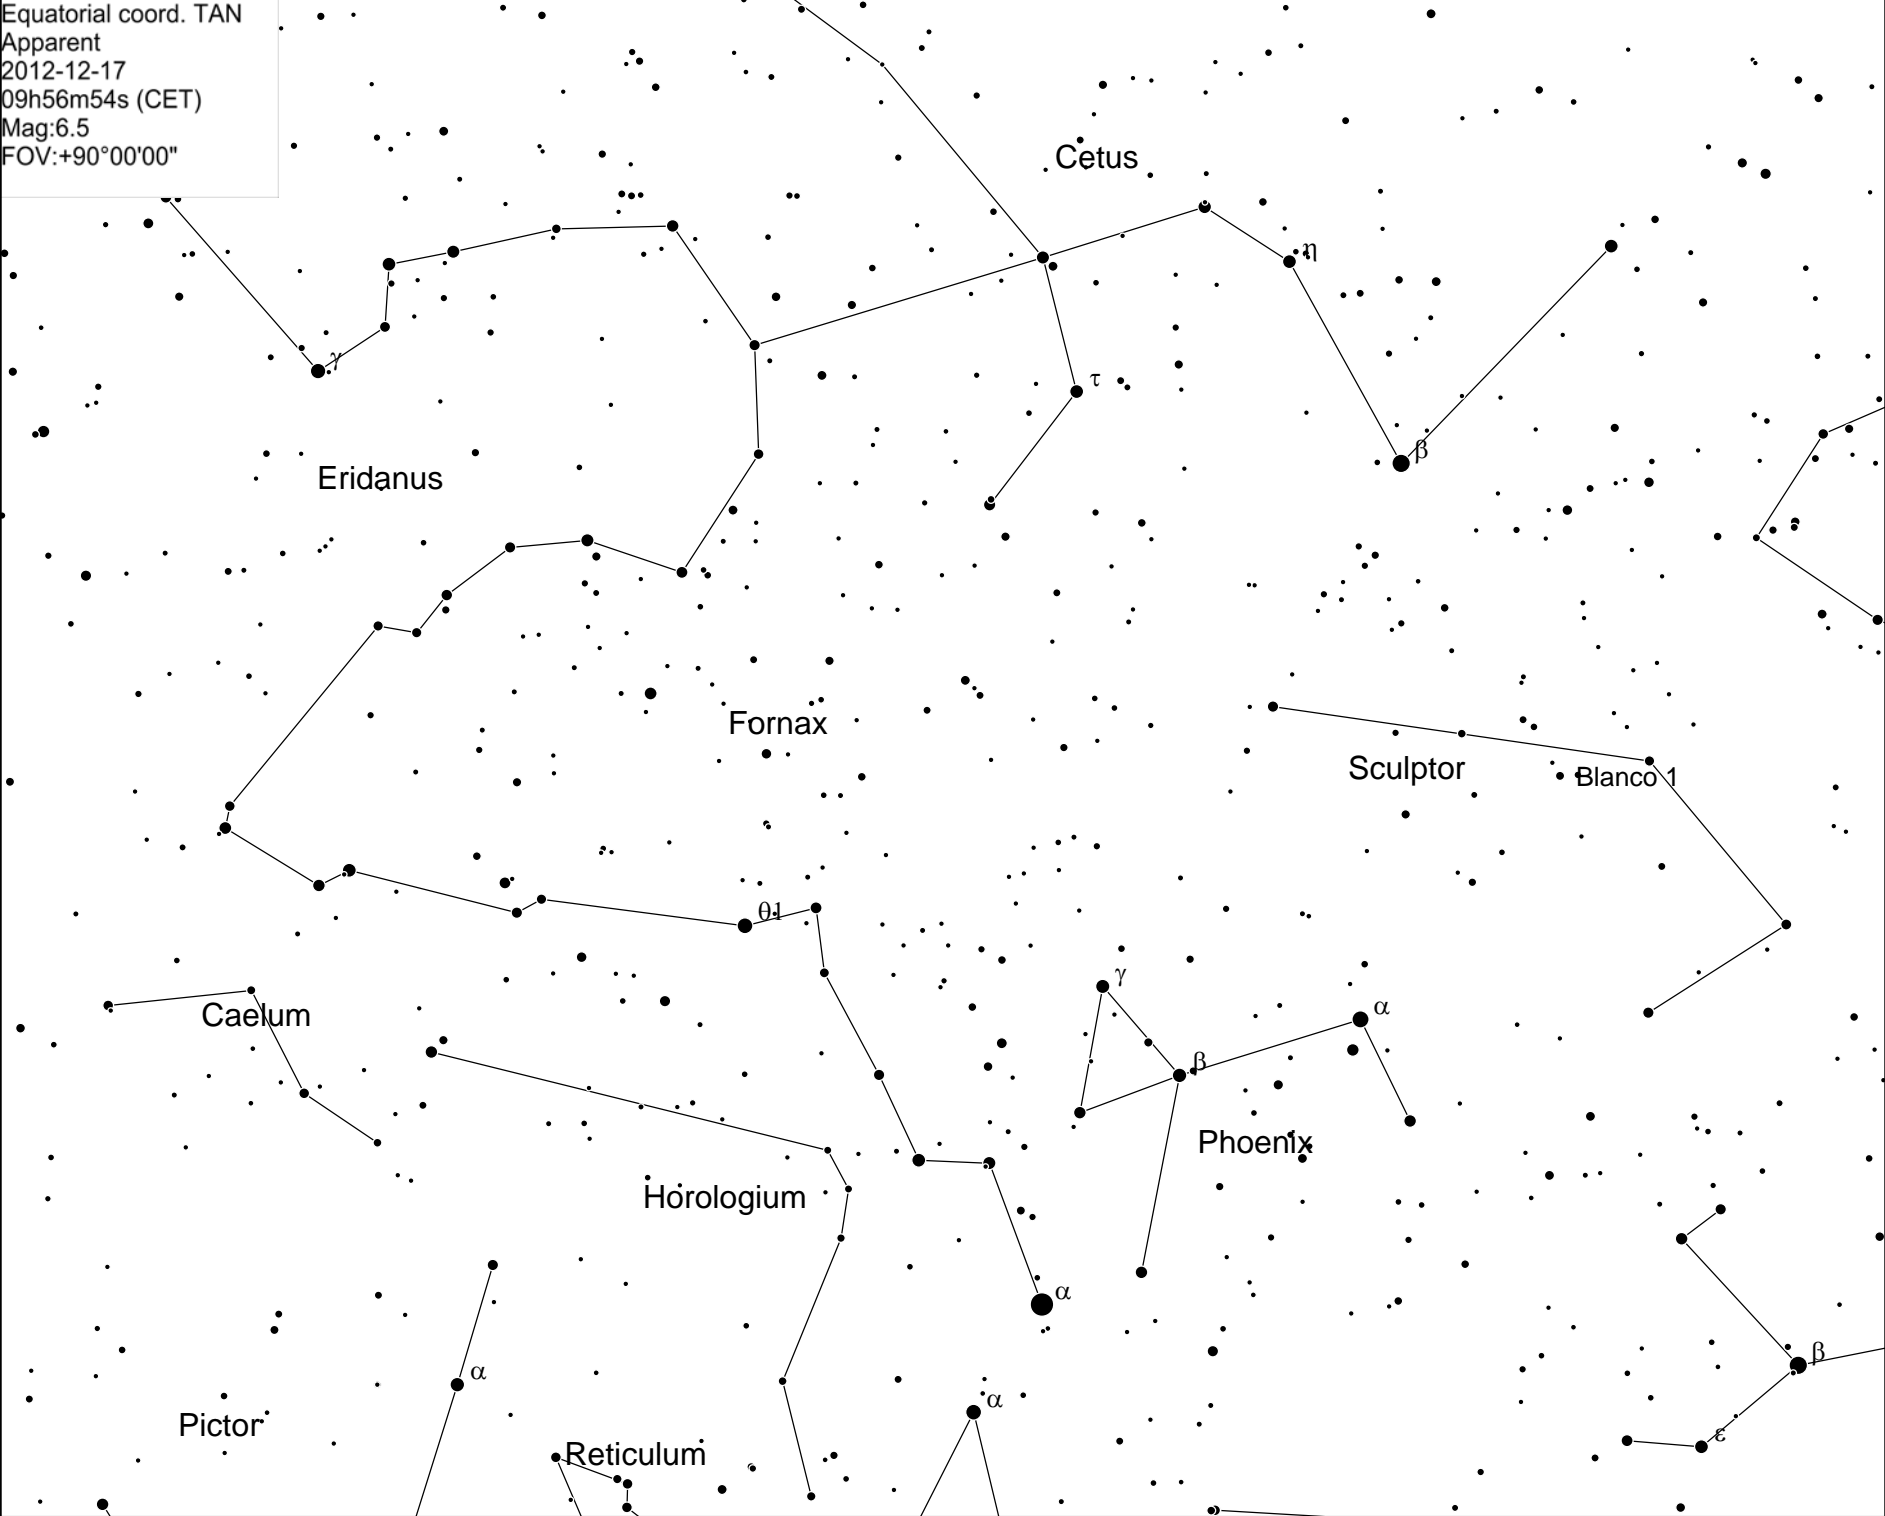 Equatorial coord. TAN
Apparent
2012-12-17
09h56m54s (CET)
Mag:6.5
FOV:+90°00'00"
Cetus
η
γ
τ
β
Eridanus
Fornax
Sculptor
Blanco 1
θ1
γ
α
Caelum
β
Phoenix
Horologium
α
β
α
α
Pictor
ε
Reticulum